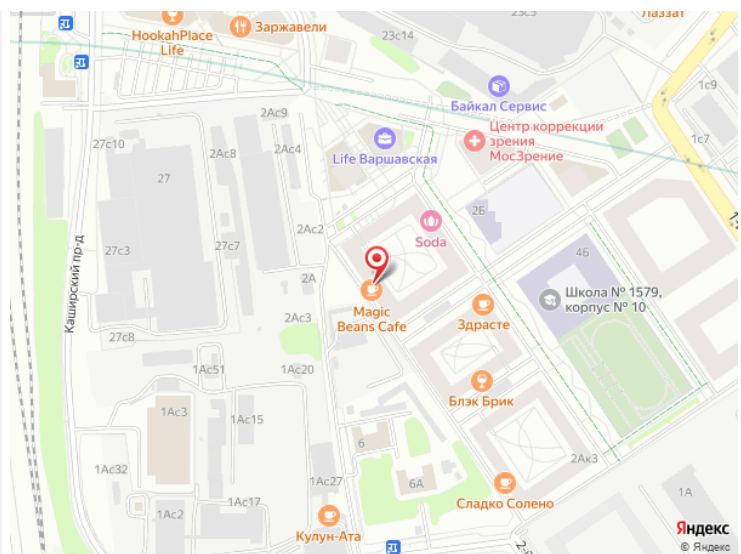 23с5
Лаззат
HookahPlace
Life
Заржавели
23с14
1с9
Байкал Сервис
2Ас9
27с10
2Ас8
2Ас4
Life Варшавская
Центр коррекции
зрения
МосЗрение
1с7
27
2Б
2Ас2
Soda
27с3
27с7
4Б
2А
Каширский пр-д
Magic
Beans Cafe
Здрасте
Школа № 1579,
корпус № 10
2Ас3
27с8
1Ас51
1Ас20
Блэк Брик
1Ас3
1Ас15
6
2Ак3
1Ас32
1Ас27
6А
1А
1Ас17
Сладко Солено
1Ас2
Кулун-Ата
Яндекс
© Яндекс